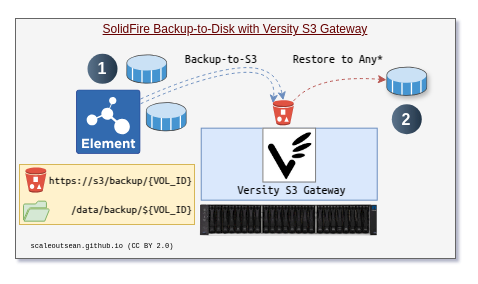 SolidFire Backup-to-Disk with Versity S3 Gateway
1
Backup-to-S3
Restore to Any*
2
Element
Versity S3 Gateway
https://s3/backup/{VOL_ID}
/data/backup/${VOL_ID}
scaleoutsean.github.io (CC BY 2.0)